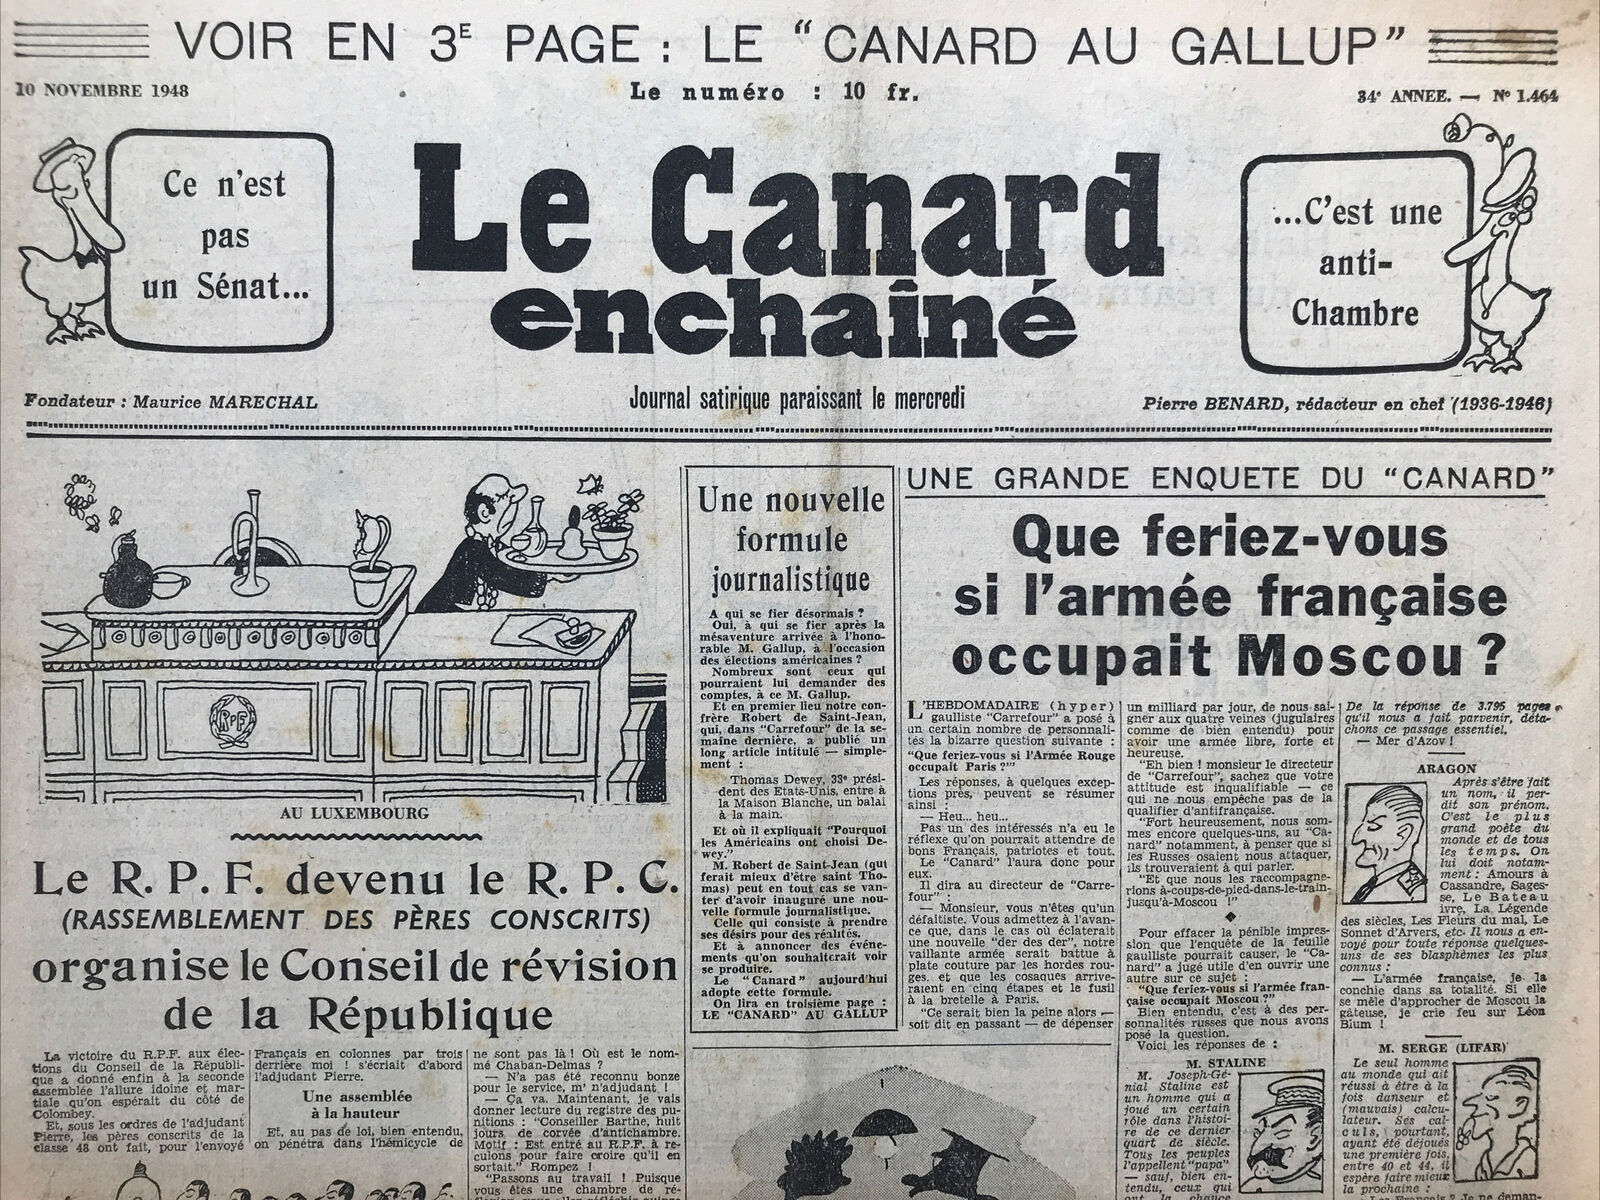 VOIR EN 3E PAGE : LE "CANARD AU GALLUP"
10 NOVEMBRE 1948
Le numéro : 10 fr.
34e ANNEE. — No 1.464
Ce n'est
pas
un Sénat...
Le Canard
enchaîné
...C'est une
anti-
Chambre
Fondateur : Maurice MARECHAL
Journal satirique paraissant le mercredi
Pierre BENARD, rédacteur en chef (1936-1946)
RPF
AU LUXEMBOURG
Le R. P. F. devenu le R. P. C.
(RASSEMBLEMENT DES PÈRES CONSCRITS)
organise le Conseil de révision
de la République
La victoire du R.P.F. aux élec-
tions du Conseil de la Républi-
que a donné enfin à la seconde
assemblée l'allure idoine et mar-
tiale qu'on espérait du côté de
Colombey.
Et, sous les ordres de l'adjudant
Pierre, les pères conscrits de la
classe 48 ont fait, pour l'envoyé
Français en colonnes par trois
derrière moi ! s'écriait d'abord
l'adjudant Pierre.
Une assemblée
à la hauteur
Et, au pas de loi, bien entendu,
on pénétra dans l'hémicycle de
ne sont pas là ! Où est le nom-
mé Chaban-Delmas ?
— N'a pas été reconnu bonze
pour le service, m' n'adjudant !
— Ça va. Maintenant, je vais
donner lecture du registre des pu-
nitions : "Conseiller Barthe, huit
jours de corvée d'antichambre.
Motif : Est entré au R.P.F. à re-
culons pour faire croire qu'il en
sortait." Rompez !
"Passons au travail ! Puisque
vous êtes une chambre de ré-
Une nouvelle
formule
journalistique
A qui se fier désormais ?
Oui, à qui se fier après la
mésaventure arrivée à l'hono-
rable M. Gallup, à l'occasion
des élections américaines ?
Nombreux sont ceux qui
pourraient lui demander des
comptes, à ce M. Gallup.
Et en premier lieu notre con-
frère Robert de Saint-Jean,
qui, dans "Carrefour" de la se-
maine dernière, a publié un
long article intitulé — simple-
ment :
Thomas Dewey, 33e prési-
dent des Etats-Unis, entre à
la Maison Blanche, un balai
à la main.
Et où il expliquait "Pourquoi
les Américains ont choisi De-
wey."
M. Robert de Saint-Jean (qui
ferait mieux d'être saint Tho-
mas) peut en tout cas se van-
ter d'avoir inauguré une nou-
velle formule journalistique.
Celle qui consiste à prendre
ses désirs pour des réalités.
Et à annoncer des événe-
ments qu'on souhaiterait voir
se produire.
Le "Canard" aujourd'hui
adopte cette formule.
On lira en troisième page :
LE "CANARD" AU GALLUP
UNE GRANDE ENQUETE DU "CANARD"
Que feriez-vous
si l'armée française
occupait Moscou ?
L'HEBDOMADAIRE (hyper)
gaulliste "Carrefour" a posé à
un certain nombre de personnali-
tés la bizarre question suivante :
"Que feriez-vous si l'Armée Rouge
occupait Paris ?"
Les réponses, à quelques excep-
tions près, peuvent se résumer
ainsi :
— Heu... heu...
Pas un des intéressés n'a eu le
réflexe qu'on pourrait attendre de
bons Français, patriotes et tout.
Le "Canard" l'aura donc pour
eux.
Il dira au directeur de "Carre-
four" :
— Monsieur, vous n'êtes qu'un
défaitiste. Vous admettez à l'avan-
ce que, dans le cas où éclaterait
une nouvelle "der des der", notre
vaillante armée serait battue à
plate couture par les hordes rou-
ges, et que les cosaques arrive-
raient en cinq étapes et le fusil
à la bretelle à Paris.
"Ce serait bien la peine alors —
soit dit en passant — de dépenser
un milliard par jour, de nous sai-
gner aux quatre veines (jugulaires
comme de bien entendu) pour
avoir une armée libre, forte et
heureuse.
"Eh bien ! monsieur le directeur
de "Carrefour", sachez que votre
attitude est inqualifiable — ce
qui ne nous empêche pas de la
qualifier d'antifrançaise.
"Fort heureusement, nous som-
mes encore quelques-uns, au "Ca-
nard" notamment, à penser que si
les Russes osaient nous attaquer,
ils trouveraient à qui parler.
"Et que nous les raccompagne-
rions à-coups-de-pied-dans-le-train-
jusqu'à-Moscou !"
Pour effacer la pénible impres-
sion que l'enquête de la feuille
gaulliste pourrait causer, le "Ca-
nard" a jugé utile d'en ouvrir une
autre sur ce sujet :
"Que feriez-vous si l'armée fran-
çaise occupait Moscou ?"
Bien entendu, c'est à des per-
sonnalités russes que nous avons
posé la question.
Voici les réponses de :
M. STALINE
M. Joseph-Gé-
nial Staline est
un homme qui a
joué un certain
rôle dans l'histoi-
re de ce dernier
quart de siècle.
Tous les peuples
l'appellent "papa"
— sauf, bien en-
tendu, ceux qui
ont la chance
De la réponse de 3.795 pages
qu'il nous a fait parvenir, déta-
chons ce passage essentiel.
— Mer d'Azov !
ARAGON
Après s'être fait
un nom, il per-
dit son prénom.
C'est le plus
grand poète du
monde et de tous
les temps. On
lui doit notam-
ment : Amours à
Cassandre, Sages-
se, Le Bateau
ivre, La Légende
des siècles, Les Fleurs du mal, Le
Sonnet d'Arvers, etc. Il nous a en-
voyé pour toute réponse quelques-
uns de ses blasphèmes les plus
connus :
L'armée française, je la
conchie dans sa totalité. Si elle
se mêle d'approcher de Moscou la
gâteuse, je crie feu sur Léon
Blum !
M. SERGE (LIFAR)
Le seul homme
au monde qui ait
réussi à être à la
fois danseur et
(mauvais) calcu-
lateur. Ses cal-
culs, pourtant,
ayant été déjoués
une première fois,
entre 40 et 44, il
espère faire mieux
la prochaine :